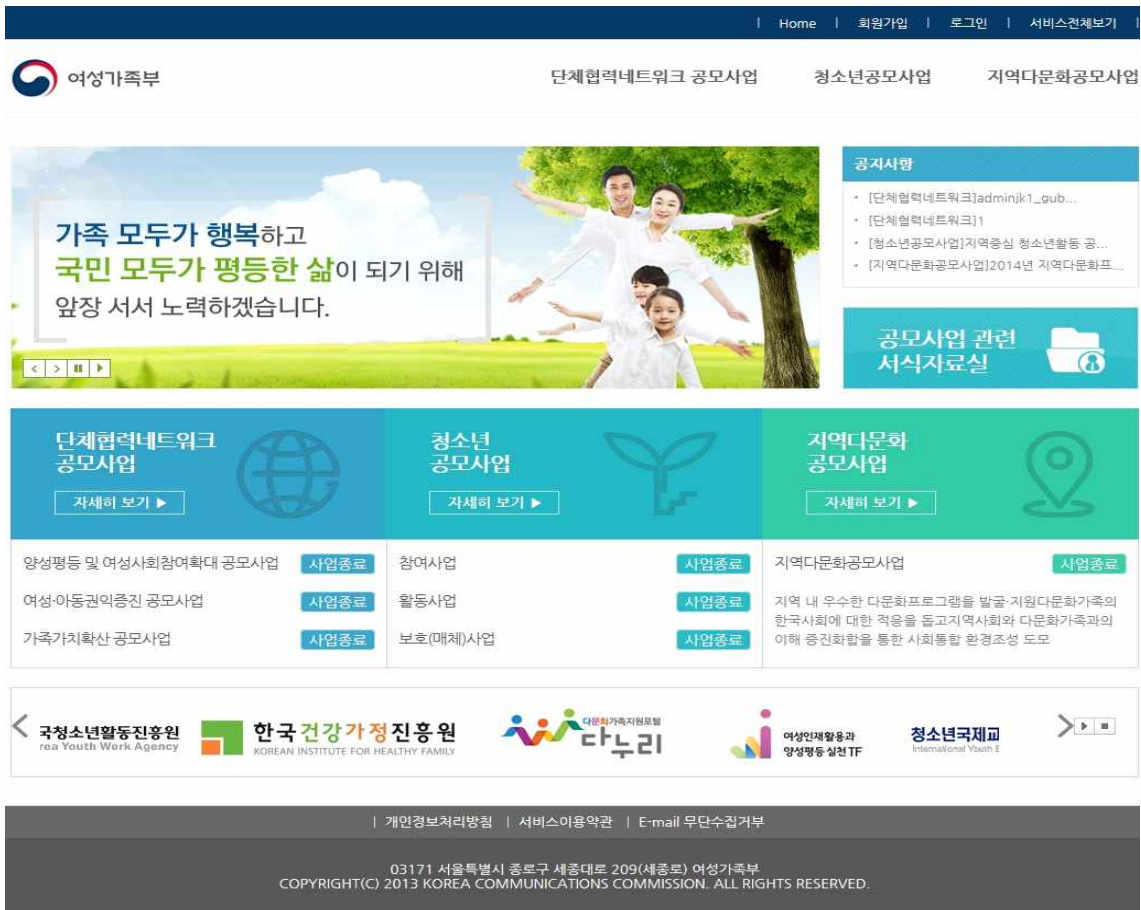 Home | 회원가입 | 로그인 | 서비스전체보기
여성가족부
단체협력네트워크 공모사업 청소년공모사업 지역다문화공모사업
가족 모두가 행복하고
국민 모두가 평등한 삶이 되기 위해
앞장 서서 노력하겠습니다.
공지사항
[단체협력네트워크]adminjk1_gub...
[단체협력네트워크]1
[청소년공모사업]지역중심 청소년활동 공...
[지역다문화공모사업]2014년 지역다문화프...
공모사업 관련
서식자료실
단체협력네트워크
공모사업
자세히 보기 ▶
양성평등 및 여성사회참여확대 공모사업 사업종료
여성·아동권익증진 공모사업 사업종료
가족가치확산 공모사업 사업종료
청소년
공모사업
자세히 보기 ▶
참여사업 사업종료
활동사업 사업종료
보호(매체)사업 사업종료
지역다문화
공모사업
자세히 보기 ▶
지역다문화공모사업 사업종료
지역 내 우수한 다문화프로그램을 발굴·지원다문화가족의
한국사회에 대한 적응을 돕고지역사회와 다문화가족과의
이해 증진화합을 통한 사회통합 환경조성 도모
국청소년활동진흥원
rea Youth Work Agency
한국건강가정진흥원
KOREAN INSTITUTE FOR HEALTHY FAMILY
다문화가족지원포털
다누리
여성인재활용과
양성평등 실천 TF
청소년국제교
International Youth E
| 개인경보처리방침 | 서비스이용약관 | E-mail 무단수집거부
03171 서울특별시 종로구 세종대로 209(세종로) 여성가족부
COPYRIGHT(C) 2013 KOREA COMMUNICATIONS COMMISSION. ALL RIGHTS RESERVED.